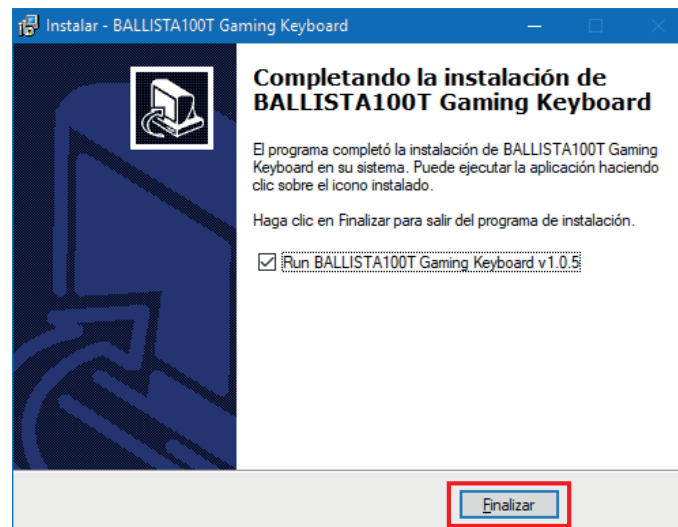 Instalar - BALLISTA100T Gaming Keyboard
Completando la instalación de
BALLISTA100T Gaming Keyboard
El programa completó la instalación de BALLISTA100T Gaming
Keyboard en su sistema. Puede ejecutar la aplicación haciendo
clic sobre el icono instalado.
Haga clic en Finalizar para salir del programa de instalación.
Run BALLISTA100T Gaming Keyboard v1.0.5
Finalizar